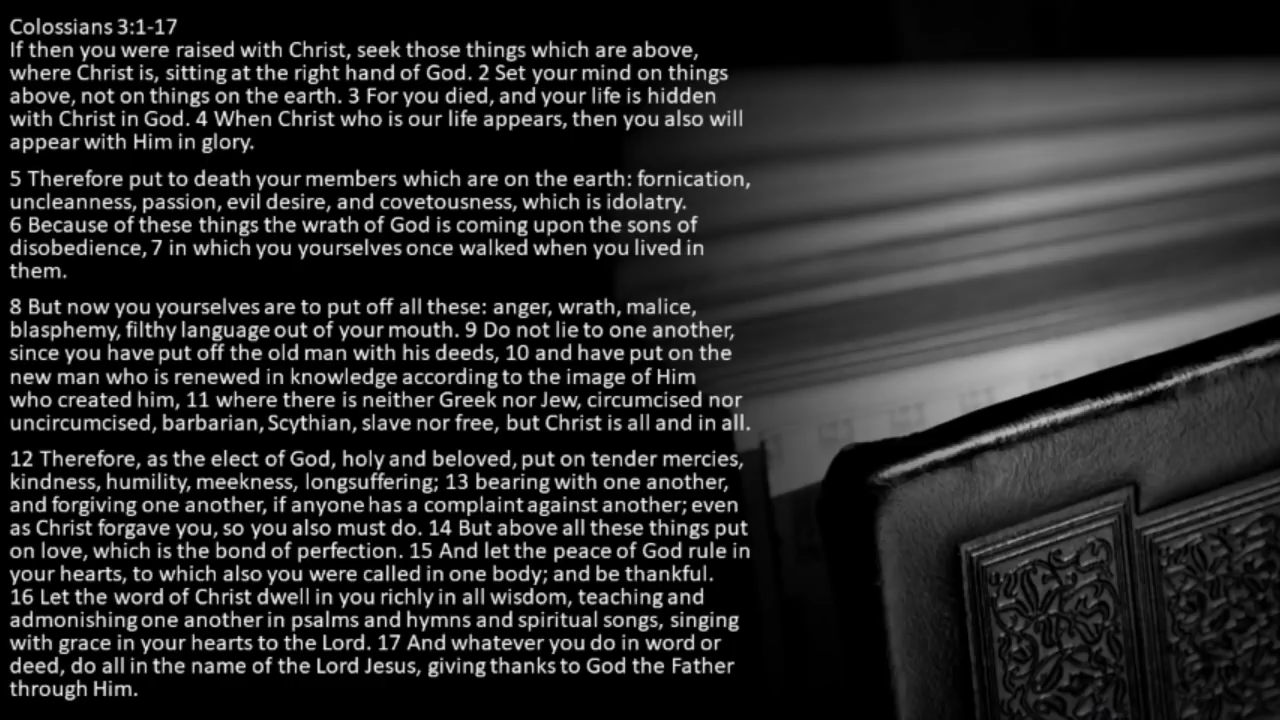 Colossians 3:1-17
If then you were raised with Christ, seek those things which are above,
where Christ is, sitting at the right hand of God. 2 Set your mind on things
above, not on things on the earth. 3 For you died, and your life is hidden
with Christ in God. 4 When Christ who is our life appears, then you also will
appear with Him in glory.
5 Therefore put to death your members which are on the earth: fornication,
uncleanness, passion, evil desire, and covetousness, which is idolatry.
6 Because of these things the wrath of God is coming upon the sons of
disobedience, 7 in which you yourselves once walked when you lived in
them.
8 But now you yourselves are to put off all these: anger, wrath, malice,
blasphemy, filthy language out of your mouth. 9 Do not lie to one another,
since you have put off the old man with his deeds, 10 and have put on the
new man who is renewed in knowledge according to the image of Him
who created him, 11 where there is neither Greek nor Jew, circumcised nor
uncircumcised, barbarian, Scythian, slave nor free, but Christ is all and in all.
12 Therefore, as the elect of God, holy and beloved, put on tender mercies,
kindness, humility, meekness, longsuffering; 13 bearing with one another,
and forgiving one another, if anyone has a complaint against another; even
as Christ forgave you, so you also must do. 14 But above all these things put
on love, which is the bond of perfection. 15 And let the peace of God rule in
your hearts, to which also you were called in one body; and be thankful.
16 Let the word of Christ dwell in you richly in all wisdom, teaching and
admonishing one another in psalms and hymns and spiritual songs, singing
with grace in your hearts to the Lord. 17 And whatever you do in word or
deed, do all in the name of the Lord Jesus, giving thanks to God the Father
through Him.